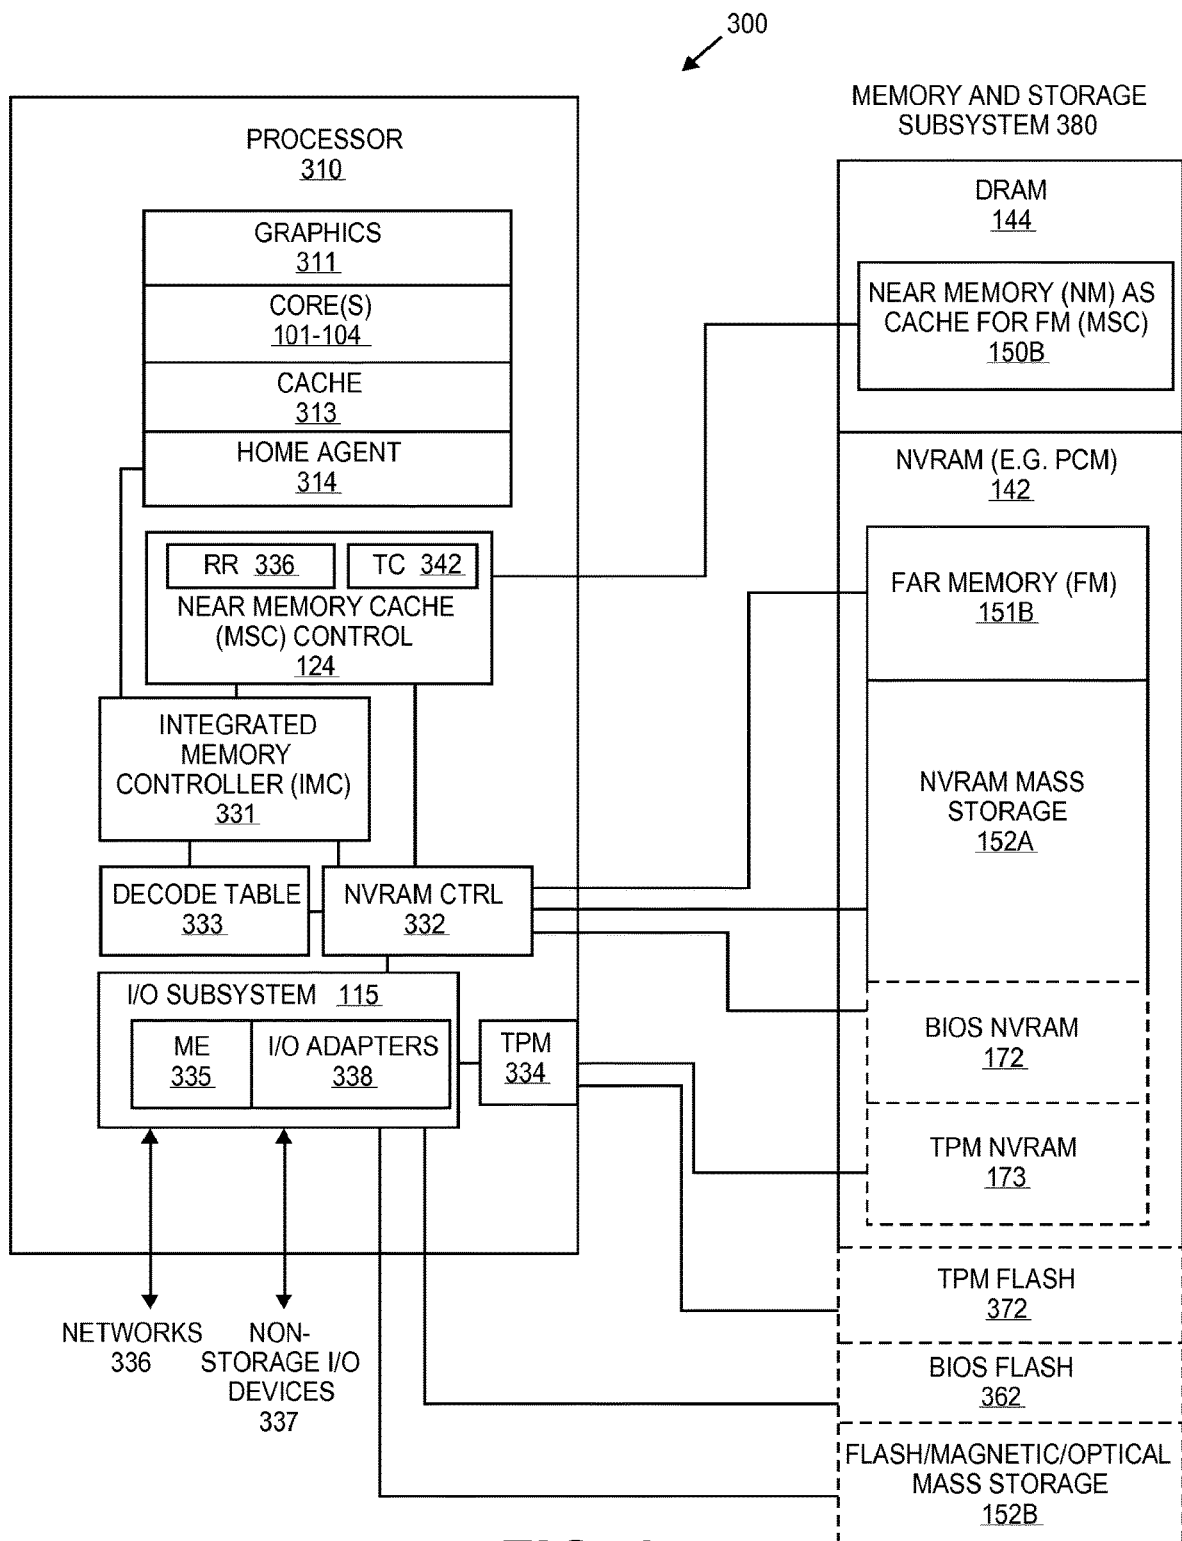 300
MEMORY AND STORAGE
SUBSYSTEM 380
PROCESSOR
310
GRAPHICS
311
CORE(S)
101-104
CACHE
313
HOME AGENT
314
RR 336
TC 342
NEAR MEMORY CACHE
(MSC) CONTROL
124
INTEGRATED
MEMORY
CONTROLLER (IMC)
331
DECODE TABLE
333
NVRAM CTRL
332
I/O SUBSYSTEM 115
ME
335
I/O ADAPTERS
338
TPM
334
NETWORKS
336
NON-
STORAGE I/O
DEVICES
337
DRAM
144
NEAR MEMORY (NM) AS
CACHE FOR FM (MSC)
150B
NVRAM (E.G. PCM)
142
FAR MEMORY (FM)
151B
NVRAM MASS
STORAGE
152A
BIOS NVRAM
172
TPM NVRAM
173
TPM FLASH
372
BIOS FLASH
362
FLASH/MAGNETIC/OPTICAL
MASS STORAGE
152B